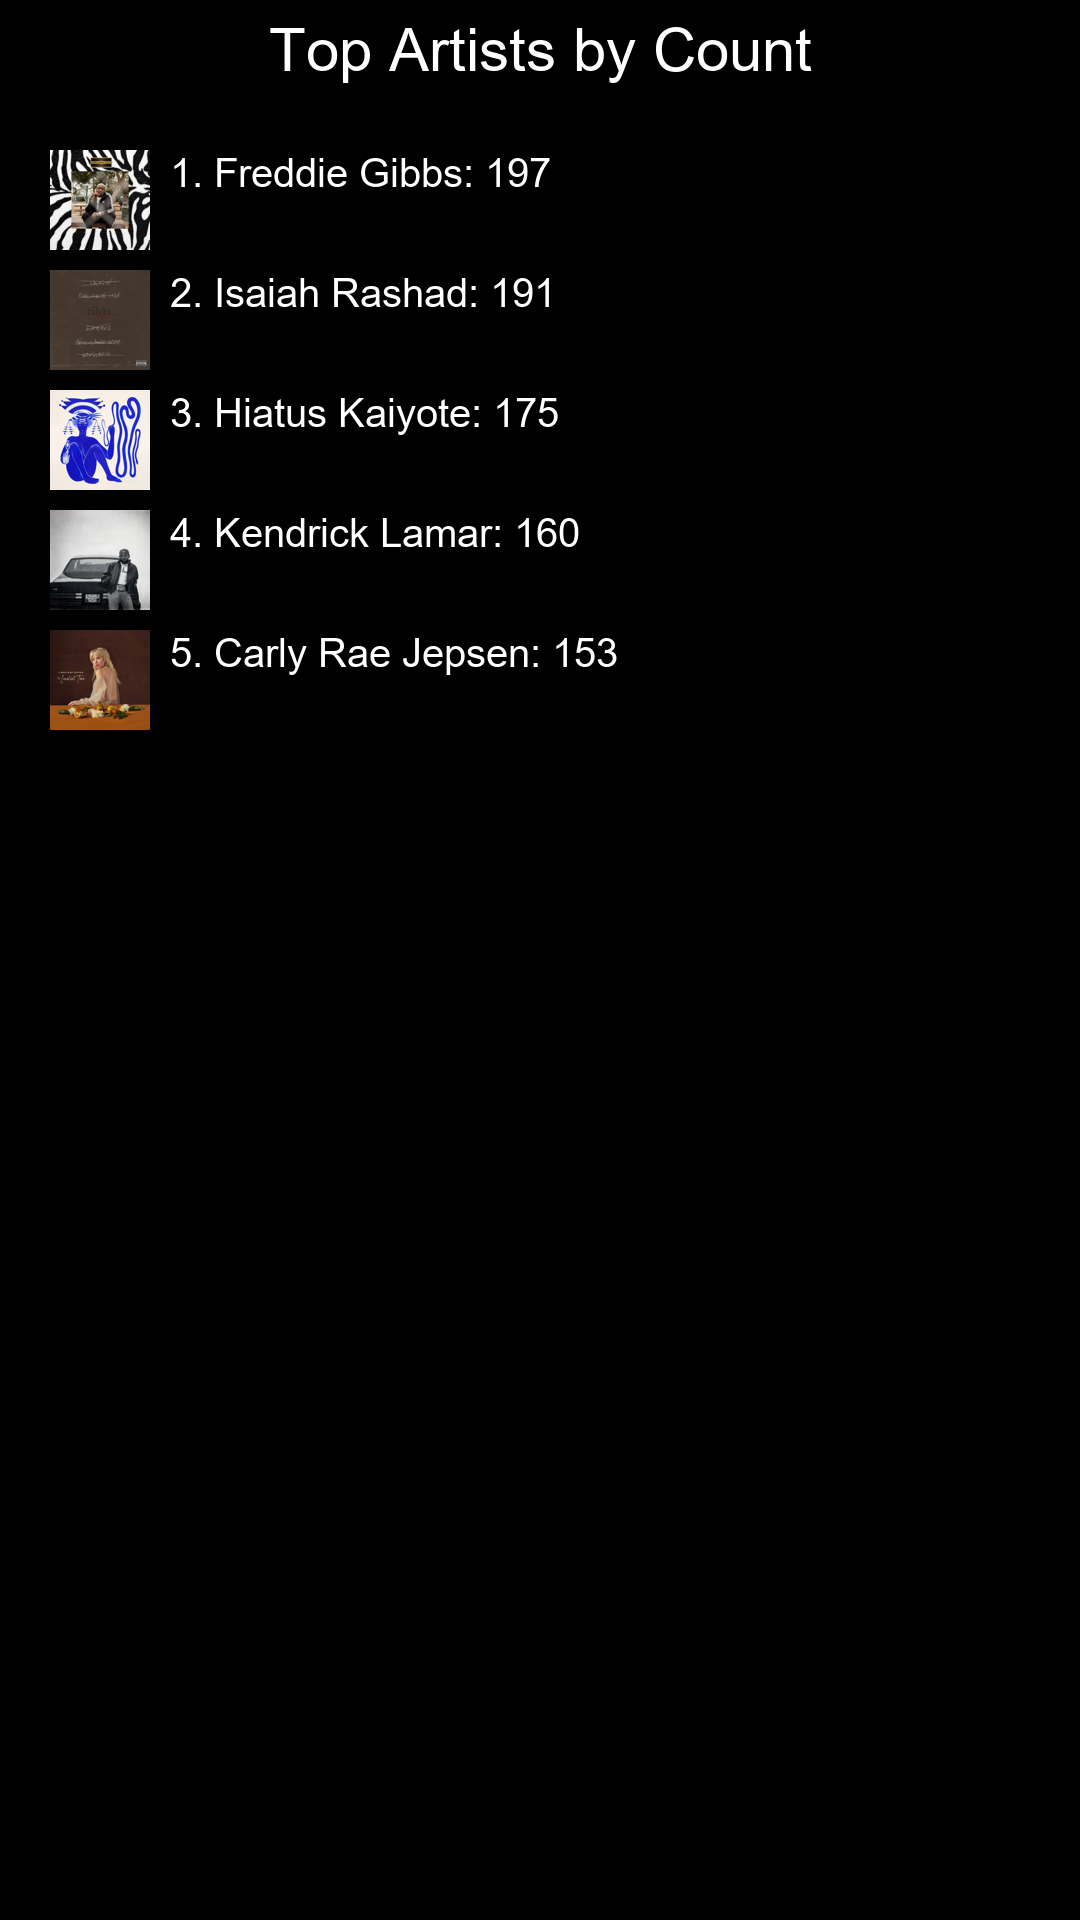 Top Artists by Count
1. Freddie Gibbs: 197
2. Isaiah Rashad: 191
3. Hiatus Kaiyote: 175
4. Kendrick Lamar: 160
5. Carly Rae Jepsen: 153